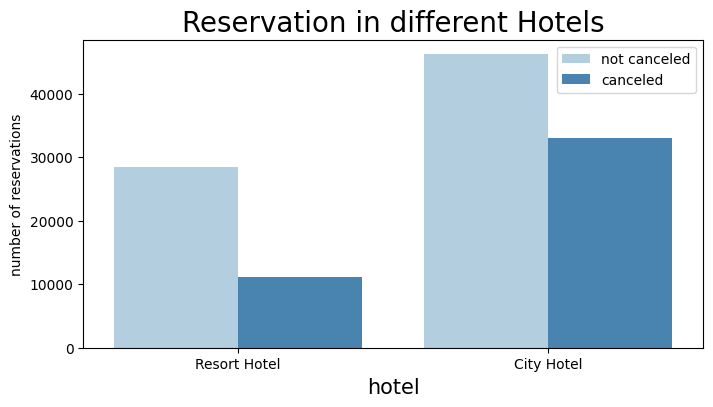 Reservation in different Hotels
not canceled
canceled
number of reservations
40000
30000
20000
10000
0
Resort Hotel
City Hotel
hotel